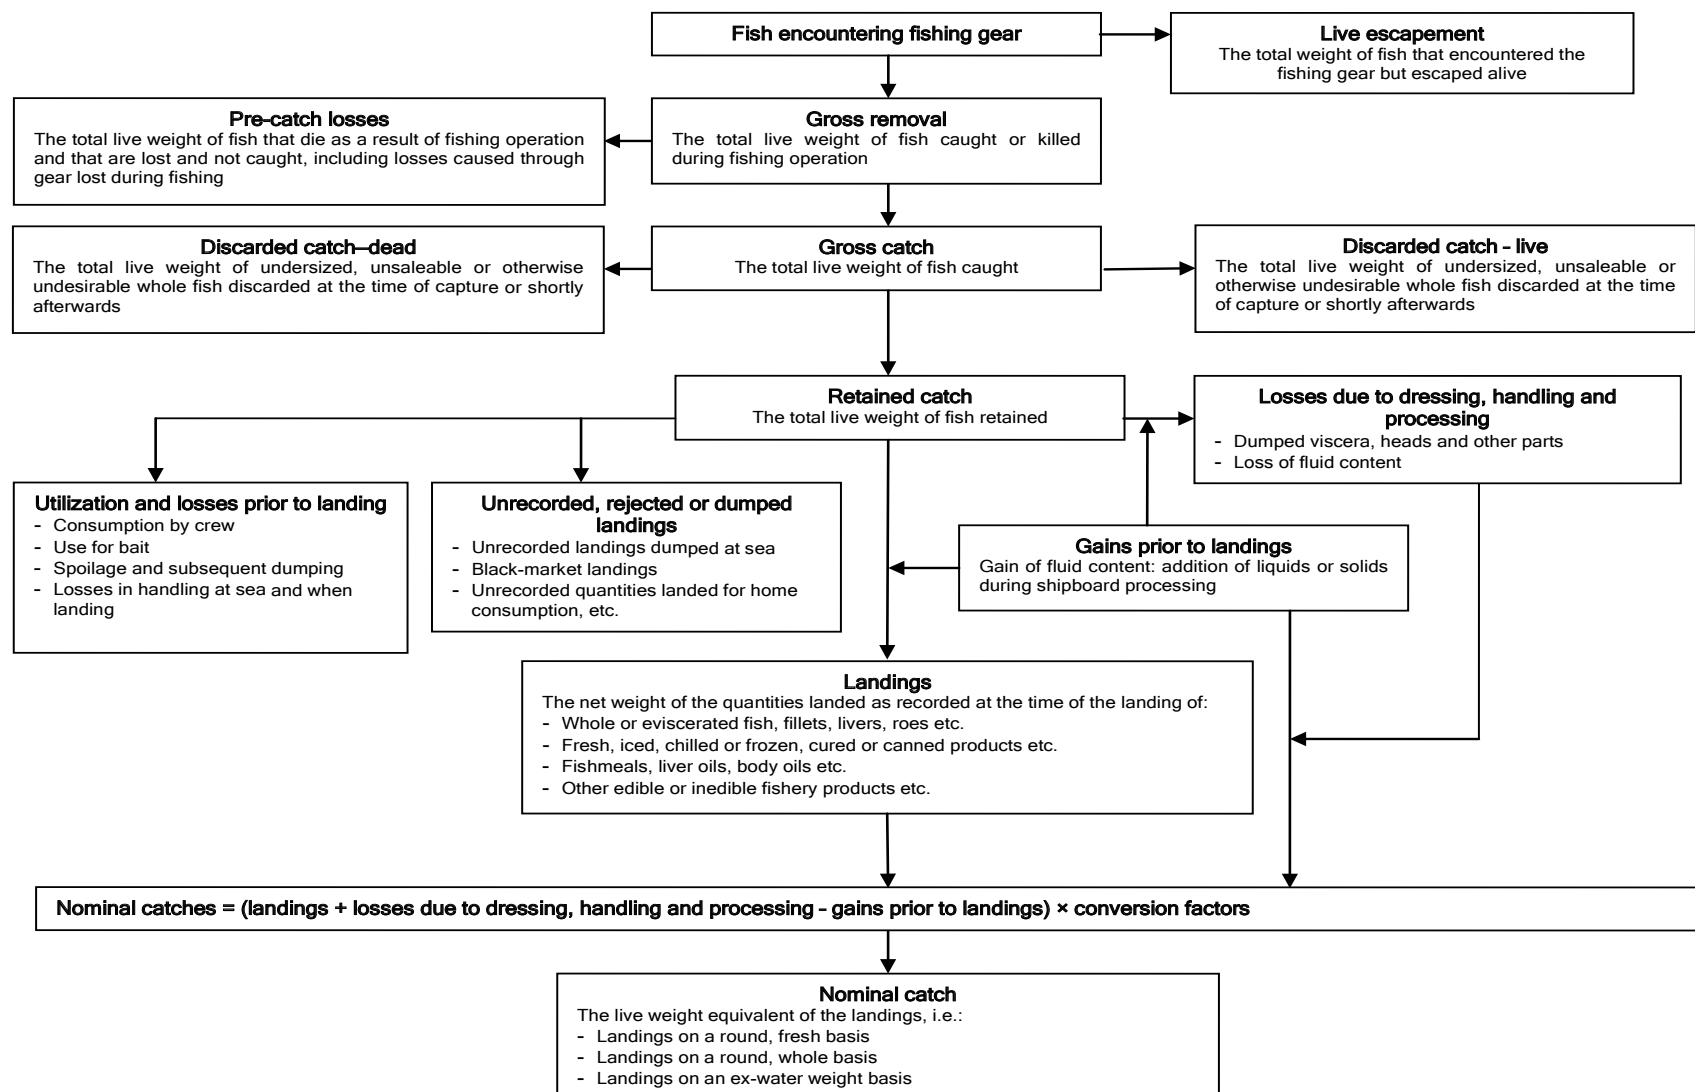 Fish encountering fishing gear
Live escapement
The total weight of fish that encountered the
fishing gear but escaped alive
Pre-catch losses
The total live weight of fish that die as a result of fishing operation
and that are lost and not caught, including losses caused through
gear lost during fishing
Gross removal
The total live weight of fish caught or killed
during fishing operation
Discarded catch–dead
The total live weight of undersized, unsaleable or otherwise
undesirable whole fish discarded at the time of capture or shortly
afterwards
Gross catch
The total live weight of fish caught
Discarded catch - live
The total live weight of undersized, unsaleable or
otherwise undesirable whole fish discarded at the time
of capture or shortly afterwards
Retained catch
The total live weight of fish retained
Losses due to dressing, handling and
processing
- Dumped viscera, heads and other parts
- Loss of fluid content
Utilization and losses prior to landing
- Consumption by crew
- Use for bait
- Spoilage and subsequent dumping
- Losses in handling at sea and when
landing
Unrecorded, rejected or dumped
landings
- Unrecorded landings dumped at sea
- Black-market landings
- Unrecorded quantities landed for home
consumption, etc.
Gains prior to landings
Gain of fluid content: addition of liquids or solids
during shipboard processing
Landings
The net weight of the quantities landed as recorded at the time of the landing of:
- Whole or eviscerated fish, fillets, livers, roes etc.
- Fresh, iced, chilled or frozen, cured or canned products etc.
- Fishmeals, liver oils, body oils etc.
- Other edible or inedible fishery products etc.
Nominal catches = (landings + losses due to dressing, handling and processing - gains prior to landings) × conversion factors
Nominal catch
The live weight equivalent of the landings, i.e.:
- Landings on a round, fresh basis
- Landings on a round, whole basis
- Landings on an ex-water weight basis